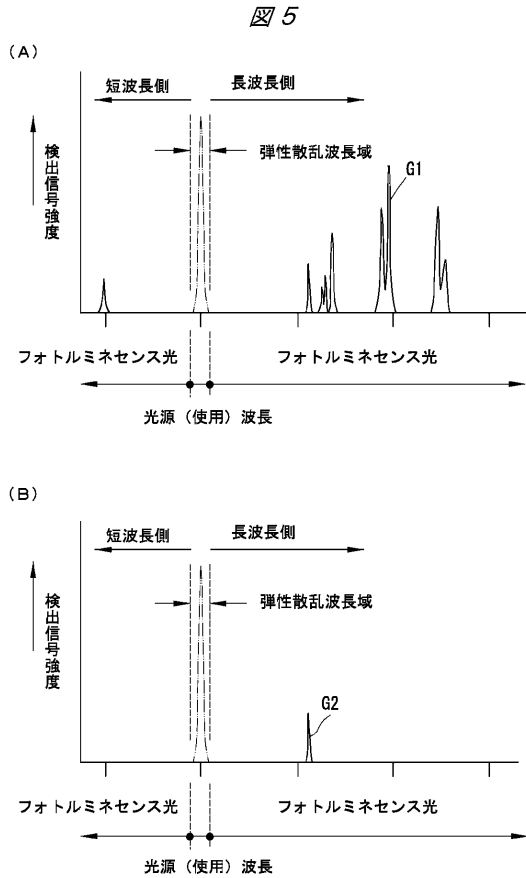 図5
(A)
短波長側
長波長側
弾性散乱波長域
検出信号強度
G1
フォトルミネセンス光
フォトルミネセンス光
光源(使用)波長
(B)
短波長側
長波長側
弾性散乱波長域
検出信号強度
G2
フォトルミネセンス光
フォトルミネセンス光
光源(使用)波長